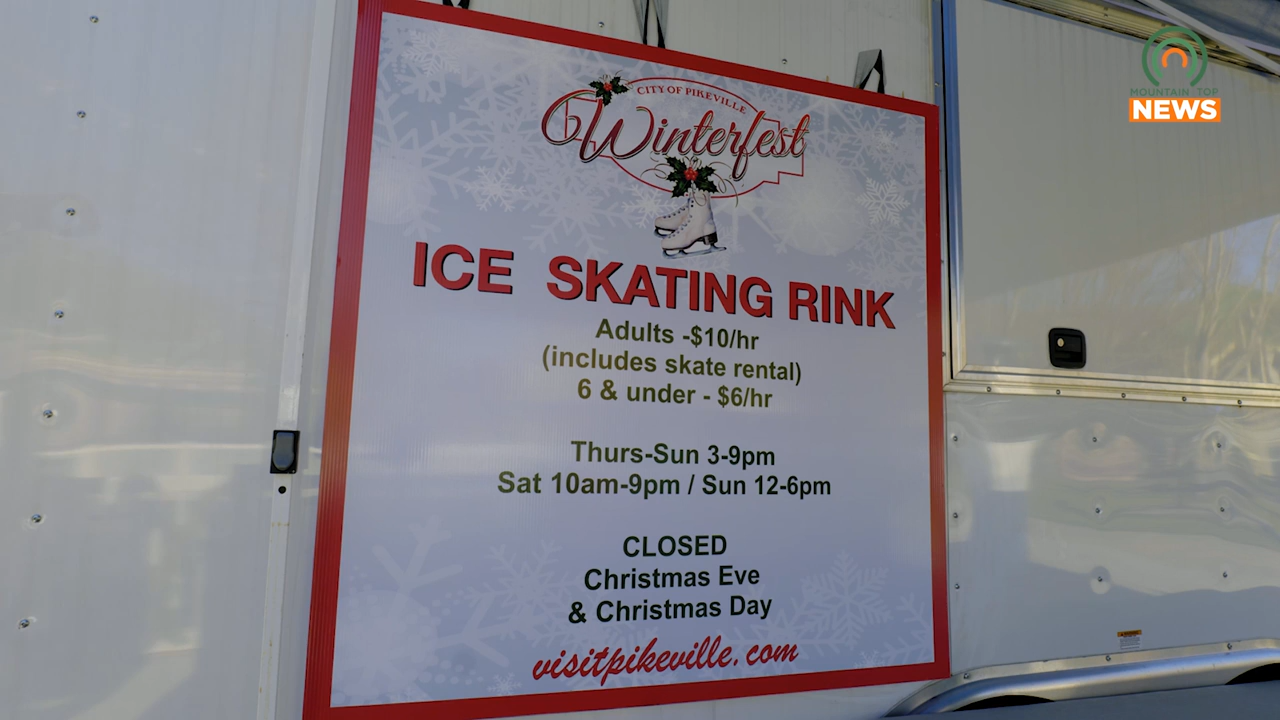 CITY OF PIKEVILLE
Winterfest
ICE SKATING RINK
Adults -$10/hr
(includes skate rental)
6 & under - $6/hr
Thurs-Sun 3-9pm
Sat 10am-9pm / Sun 12-6pm
CLOSED
Christmas Eve
& Christmas Day
visitpikeville.com
MOUNTAIN TOP
NEWS